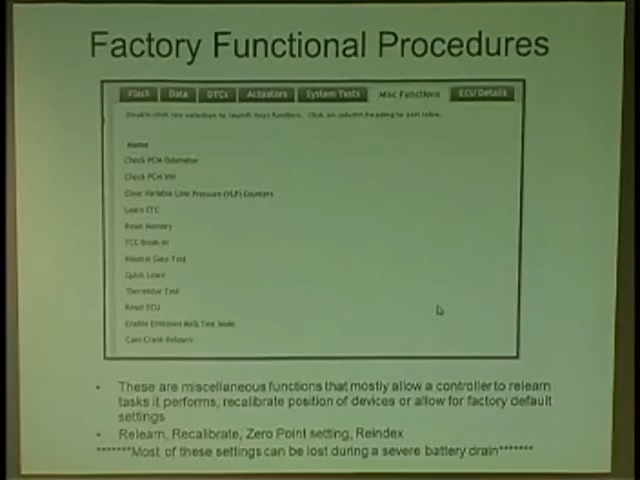 Factory Functional Procedures
Flash Data DTCs Actuators System Tests Misc Functions ECU Details
Name
Check PCM Odometer
Check PCM VIN
Clear Variable Line Pressure (VLP) Counters
Learn ETC
Reset Memory
TCC Break In
Neutral Gate Test
Quick Learn
Thermistor Test
Reset ECU
Enable Emissions Rolls Test Mode
Cam Crank Relearn
• These are miscellaneous functions that mostly allow a controller to relearn
tasks it performs, recalibrate position of devices or allow for factory default
settings
• Relearn, Recalibrate, Zero Point setting, Reindex
*******Most of these settings can be lost during a severe battery drain*******